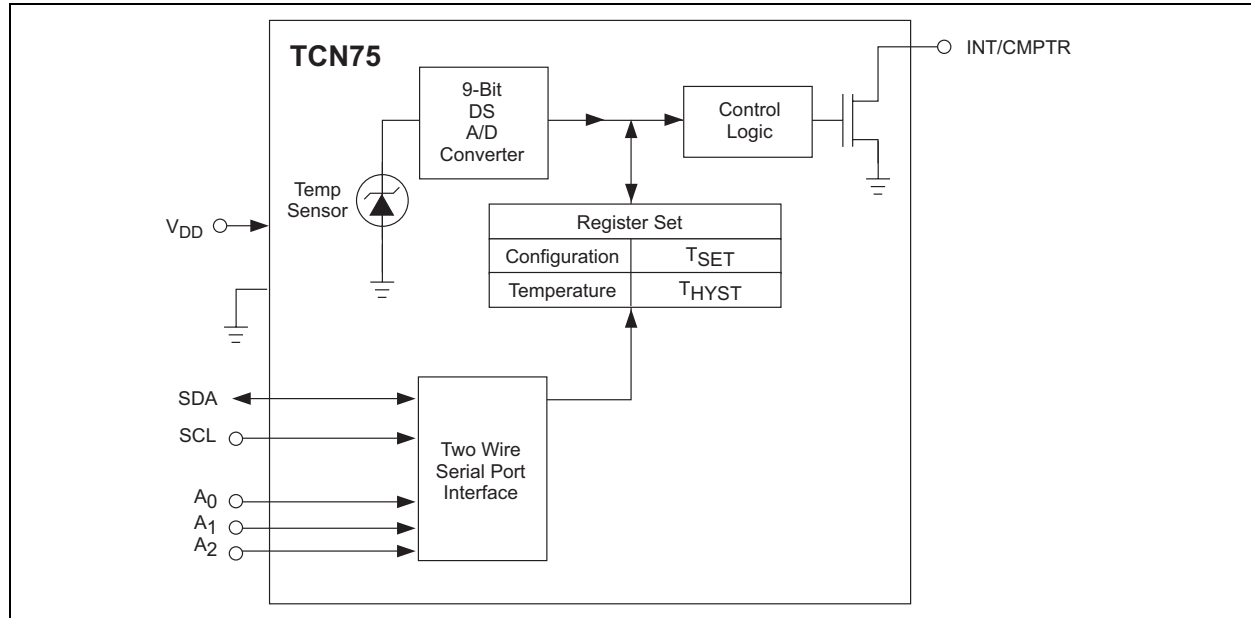 TCN75
INT/CMPTR
9-Bit
DS
A/D
Converter
Control
Logic
Temp
Sensor
VDD
Register Set
Configuration TSET
Temperature THYST
SDA
SCL
Two Wire
Serial Port
Interface
A0
A1
A2